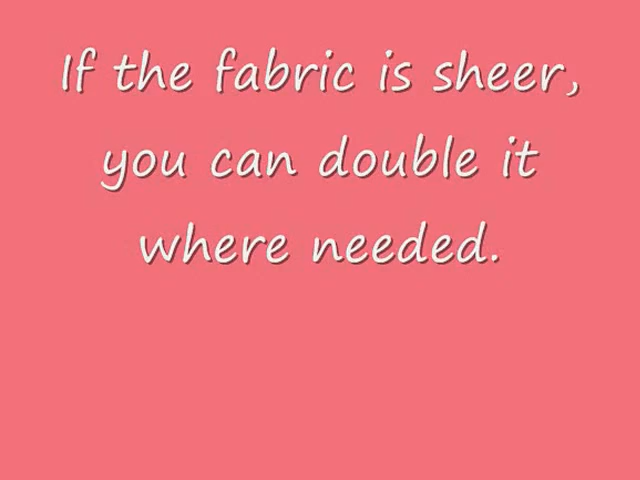 If the fabric is sheer,
you can double it
where needed.